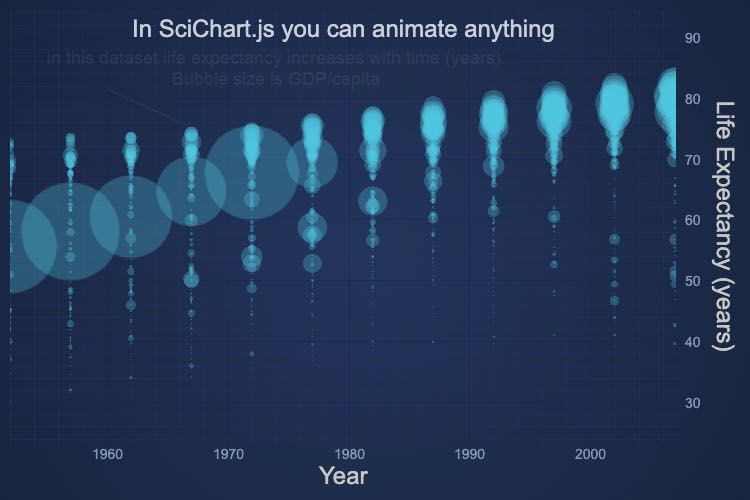 In SciChart.js you can animate anything
In this dataset life expectancy increases with time (years).
Bubble size is GDP/capita
90
80
70
60
50
40
30
Life Expectancy (years)
1960
1970
1980
1990
2000
Year